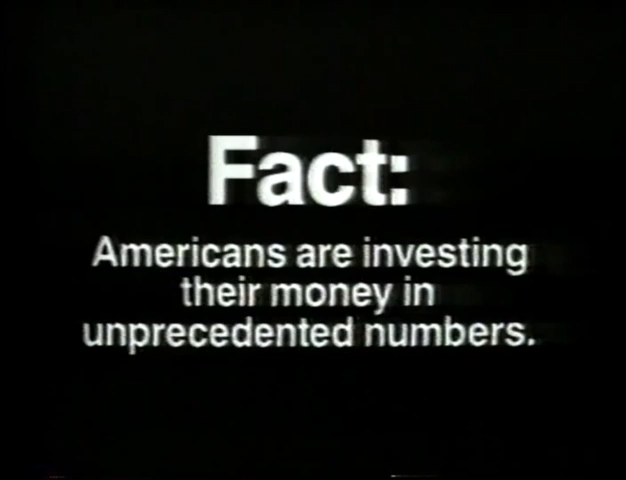 Fact:
Americans are investing
their money in
unprecedented numbers.